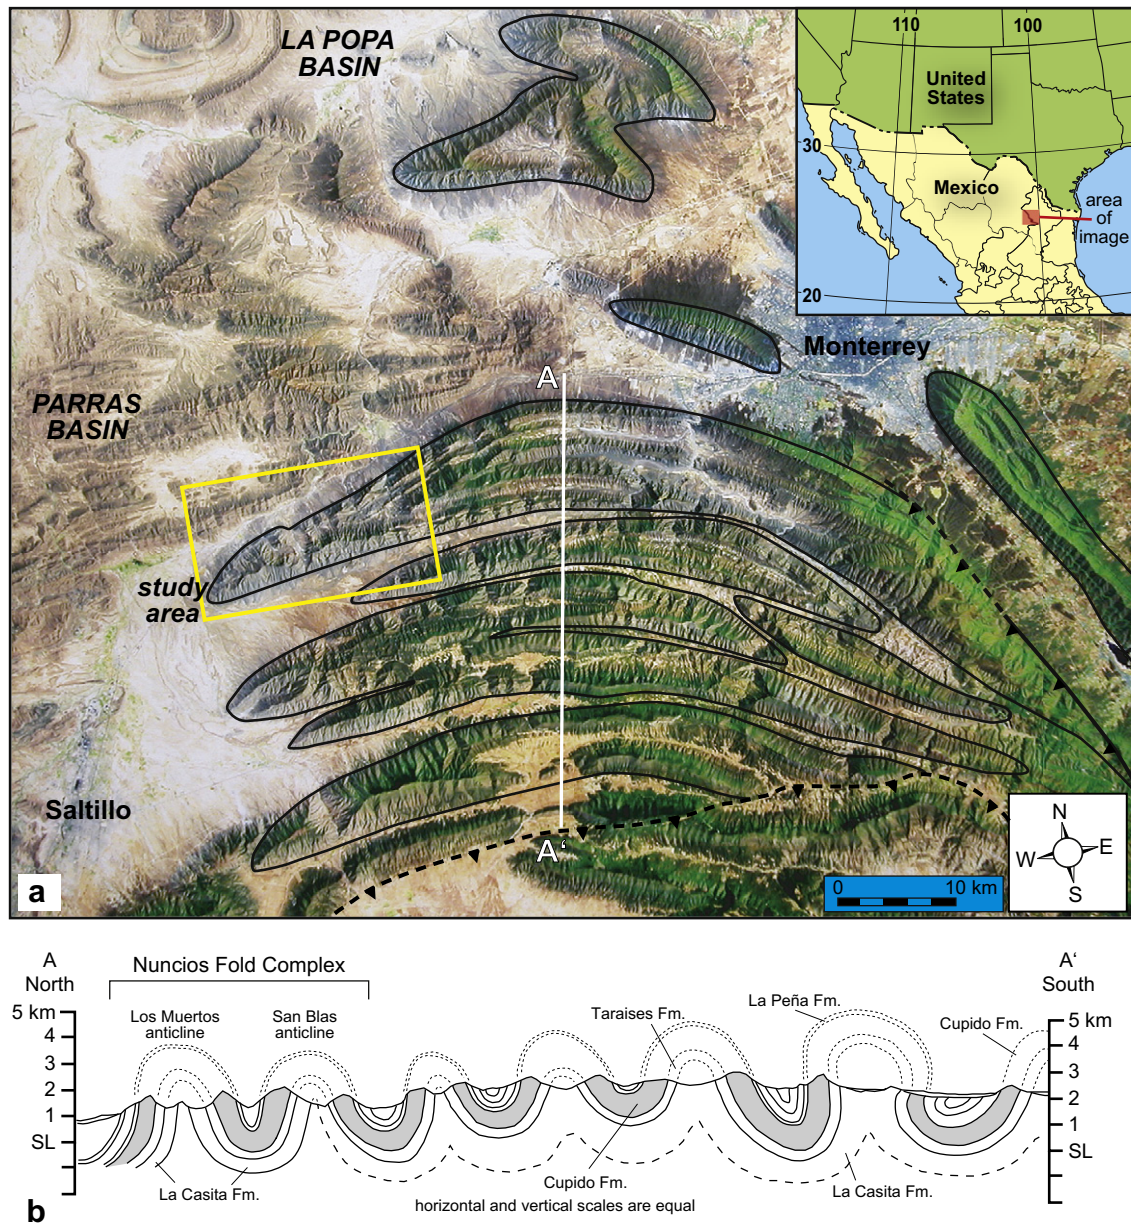 LA POPA
BASIN
110
100
United
States
30
Mexico
area
of
image
20
Monterrey
A
PARRAS
BASIN
study
area
Saltillo
A‘
N
W
E
S
0
10 km
a
A
North
Nuncios Fold Complex
A‘
South
Los Muertos
anticline
San Blas
anticline
Taraises Fm.
La Peña Fm.
Cupido Fm.
5 km
4
3
2
1
SL
5 km
4
3
2
1
SL
La Casita Fm.
Cupido Fm.
La Casita Fm.
horizontal and vertical scales are equal
b